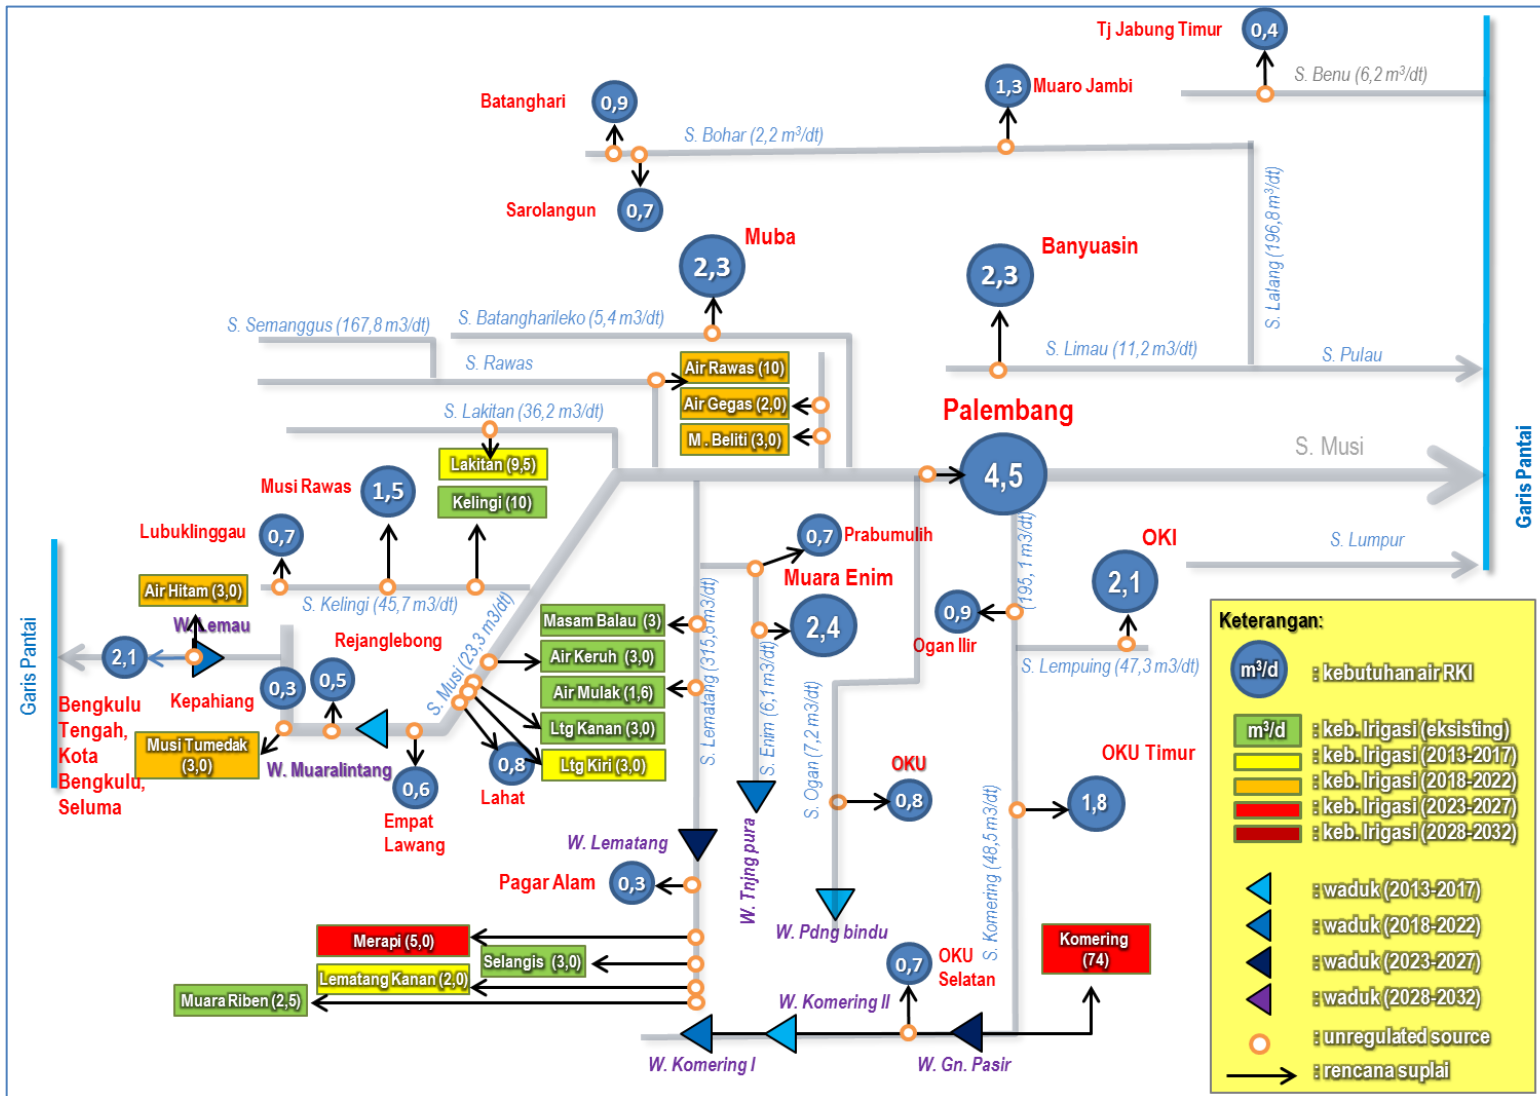 Tj Jabung Timur
0,4
S. Benu (6,2 m³/dt)
Batanghari
0,9
1,3
Muaro Jambi
S. Bohar (2,2 m³/dt)
Sarolangun
0,7
S. Lalang (196,8 m³/dt)
Muba
2,3
Banyuasin
2,3
S. Semanggus (167,8 m3/dt)
S. Batangharileko (5,4 m3/dt)
S. Limau (11,2 m3/dt)
S. Pulau
S. Rawas
Air Rawas (10)
Air Gegas (2,0)
M . Beliti (3,0)
S. Lakitan (36,2 m3/dt)
Palembang
4,5
S. Musi
Garis Pantai
Lakitan (9,5)
Kelingi (10)
Musi Rawas
1,5
Lubuklinggau
0,7
Prabumulih
0,7
OKI
2,1
S. Lumpur
(195, 1 m3/dt)
Air Hitam (3,0)
S. Kelingi (45,7 m3/dt)
Muara Enim
2,4
0,9
Ogan Ilir
S. Lempuing (47,3 m3/dt)
Garis Pantai
2,1
W. Lemau
Kepahiang
Rejanglebong
0,3
0,5
S. Musi (23,3 m3/dt)
Masam Balau (3)
Air Keruh (3,0)
Air Mulak (1,6)
Ltg Kanan (3,0)
Ltg Kiri (3,0)
S. Lematang (315,8 m3/dt)
S. Enim (6,1 m3/dt)
S. Ogan (7,2 m3/dt)
Bengkulu
Tengah,
Kota
Bengkulu,
Seluma
Musi Tumedak
(3,0)
W. Muaralintang
0,6
Empat
Lawang
0,8
Lahat
OKU
0,8
OKU Timur
1,8
W. Lematang
W. Tnjng pura
Pagar Alam
0,3
W. Pdng bindu
S. Komering (48,5 m3/dt)
Merapi (5,0)
Selangis (3,0)
Lematang Kanan (2,0)
Muara Riben (2,5)
0,7
OKU
Selatan
Komering
(74)
W. Komering II
W. Komering I
W. Gn. Pasir
Keterangan:
m³/d
: kebutuhan air RKI
m³/d
: keb. Irigasi (eksisting)
: keb. Irigasi (2013-2017)
: keb. Irigasi (2018-2022)
: keb. Irigasi (2023-2027)
: keb. Irigasi (2028-2032)
: waduk (2013-2017)
: waduk (2018-2022)
: waduk (2023-2027)
: waduk (2028-2032)
: unregulated source
: rencana suplai